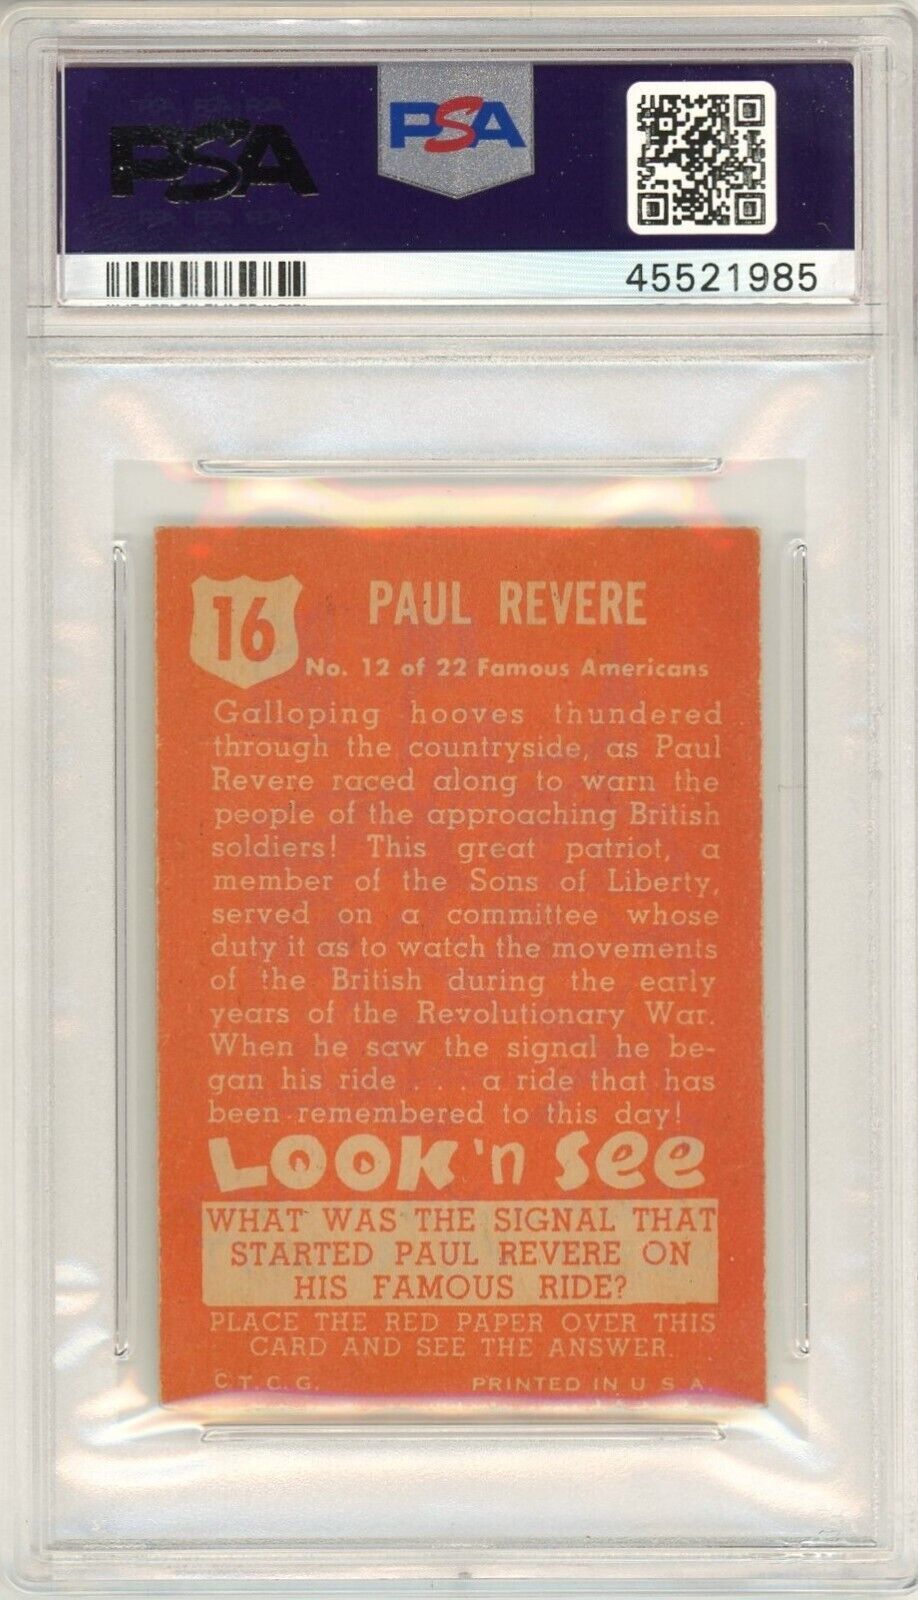 PSA
PSA
45521985
16
PAUL REVERE
No. 12 of 22 Famous Americans
Galloping hooves thundered
through the countryside, as Paul
Revere raced along to warn the
people of the approaching British
soldiers! This great patriot, a
member of the Sons of Liberty,
served on a committee whose
duty it as to watch the movements
of the British during the early
years of the Revolutionary War.
When he saw the signal he be-
gan his ride . . . a ride that has
been remembered to this day!
LOOK 'n SEE
WHAT WAS THE SIGNAL THAT
STARTED PAUL REVERE ON
HIS FAMOUS RIDE?
PLACE THE RED PAPER OVER THIS
CARD AND SEE THE ANSWER.
C T. C. G. PRINTED IN U S A.